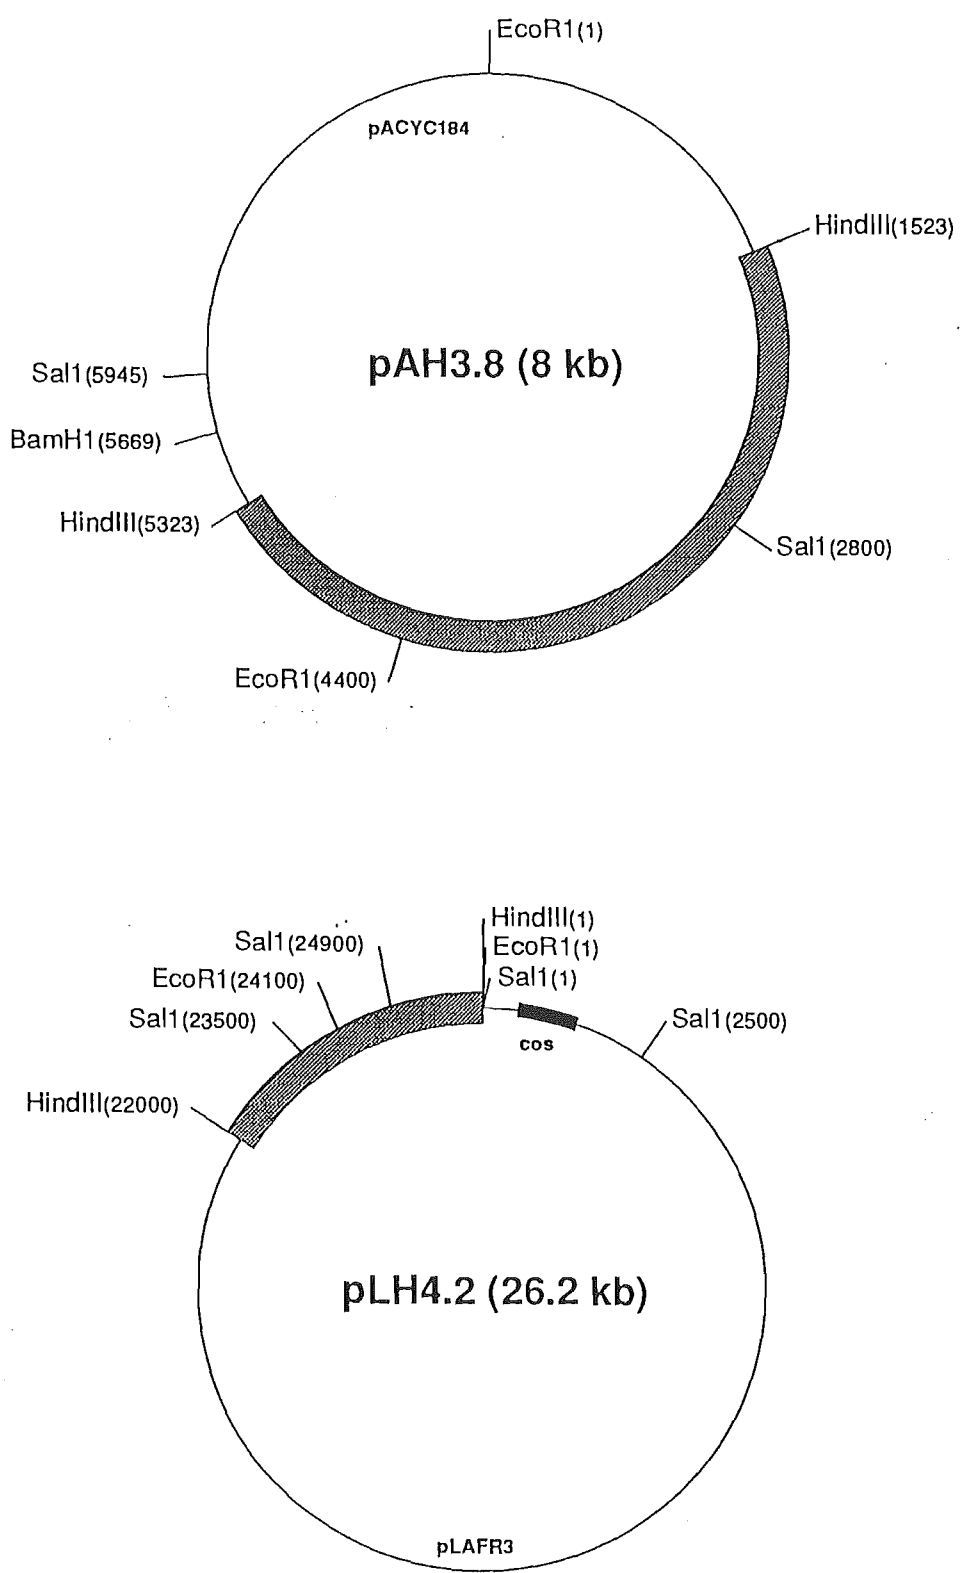 EcoR1(1)
pACYC184
HindIII(1523)
pAH3.8 (8 kb)
Sal1(5945)
BamH1(5669)
HindIII(5323)
Sal1(2800)
EcoR1(4400)
HindIII(1)
Sal1(24900)
EcoR1(1)
EcoR1(24100)
Sal1(1)
Sal1(23500)
Sal1(2500)
cos
HindIII(22000)
pLH4.2 (26.2 kb)
pLAFR3